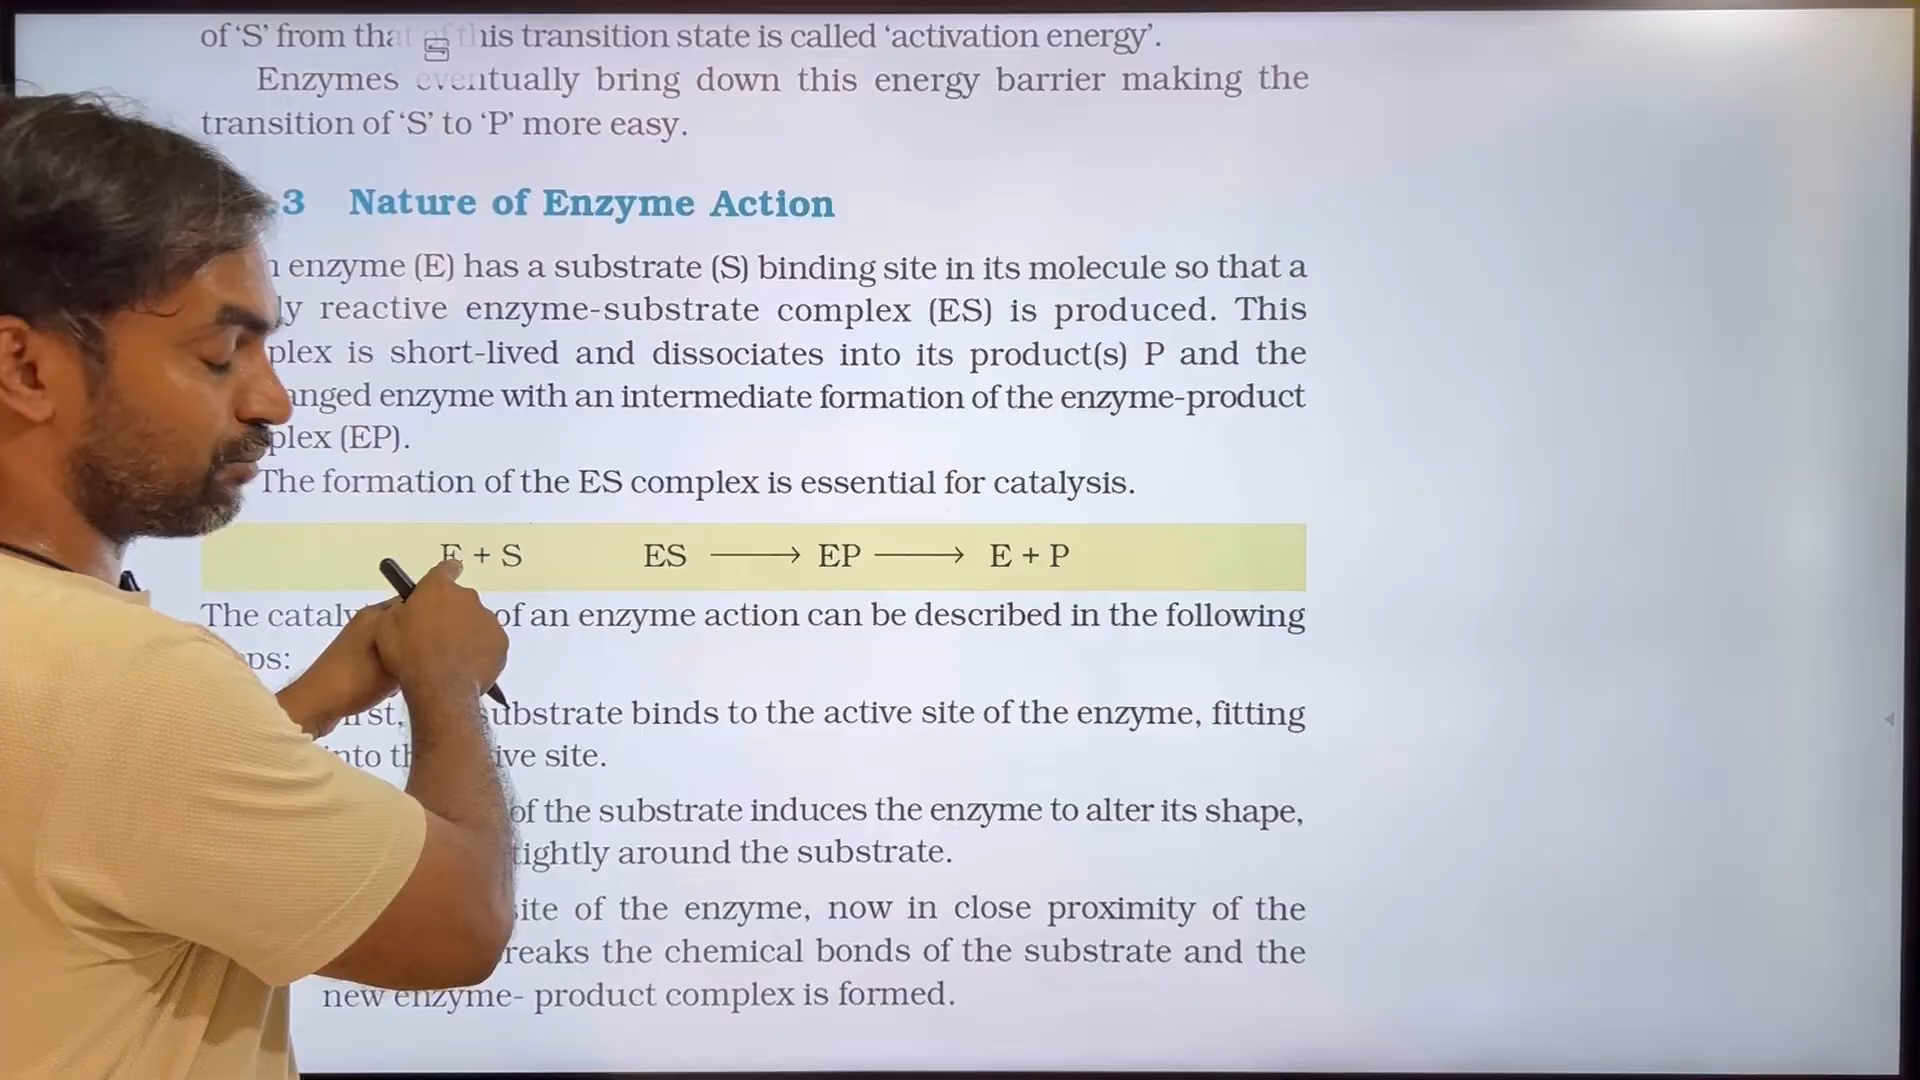 of ‘S’ from that of this transition state is called ‘activation energy’.
Enzymes eventually bring down this energy barrier making the
transition of ‘S’ to ‘P’ more easy.
3 Nature of Enzyme Action
enzyme (E) has a substrate (S) binding site in its molecule so that a
reactive enzyme-substrate complex (ES) is produced. This
plex is short-lived and dissociates into its product(s) P and the
anged enzyme with an intermediate formation of the enzyme-product
plex (EP).
The formation of the ES complex is essential for catalysis.
E + S ES ⟶ EP ⟶ E + P
The cataly of an enzyme action can be described in the following
ps:
irst, substrate binds to the active site of the enzyme, fitting
into th ive site.
of the substrate induces the enzyme to alter its shape,
tightly around the substrate.
site of the enzyme, now in close proximity of the
reaks the chemical bonds of the substrate and the
new enzyme- product complex is formed.